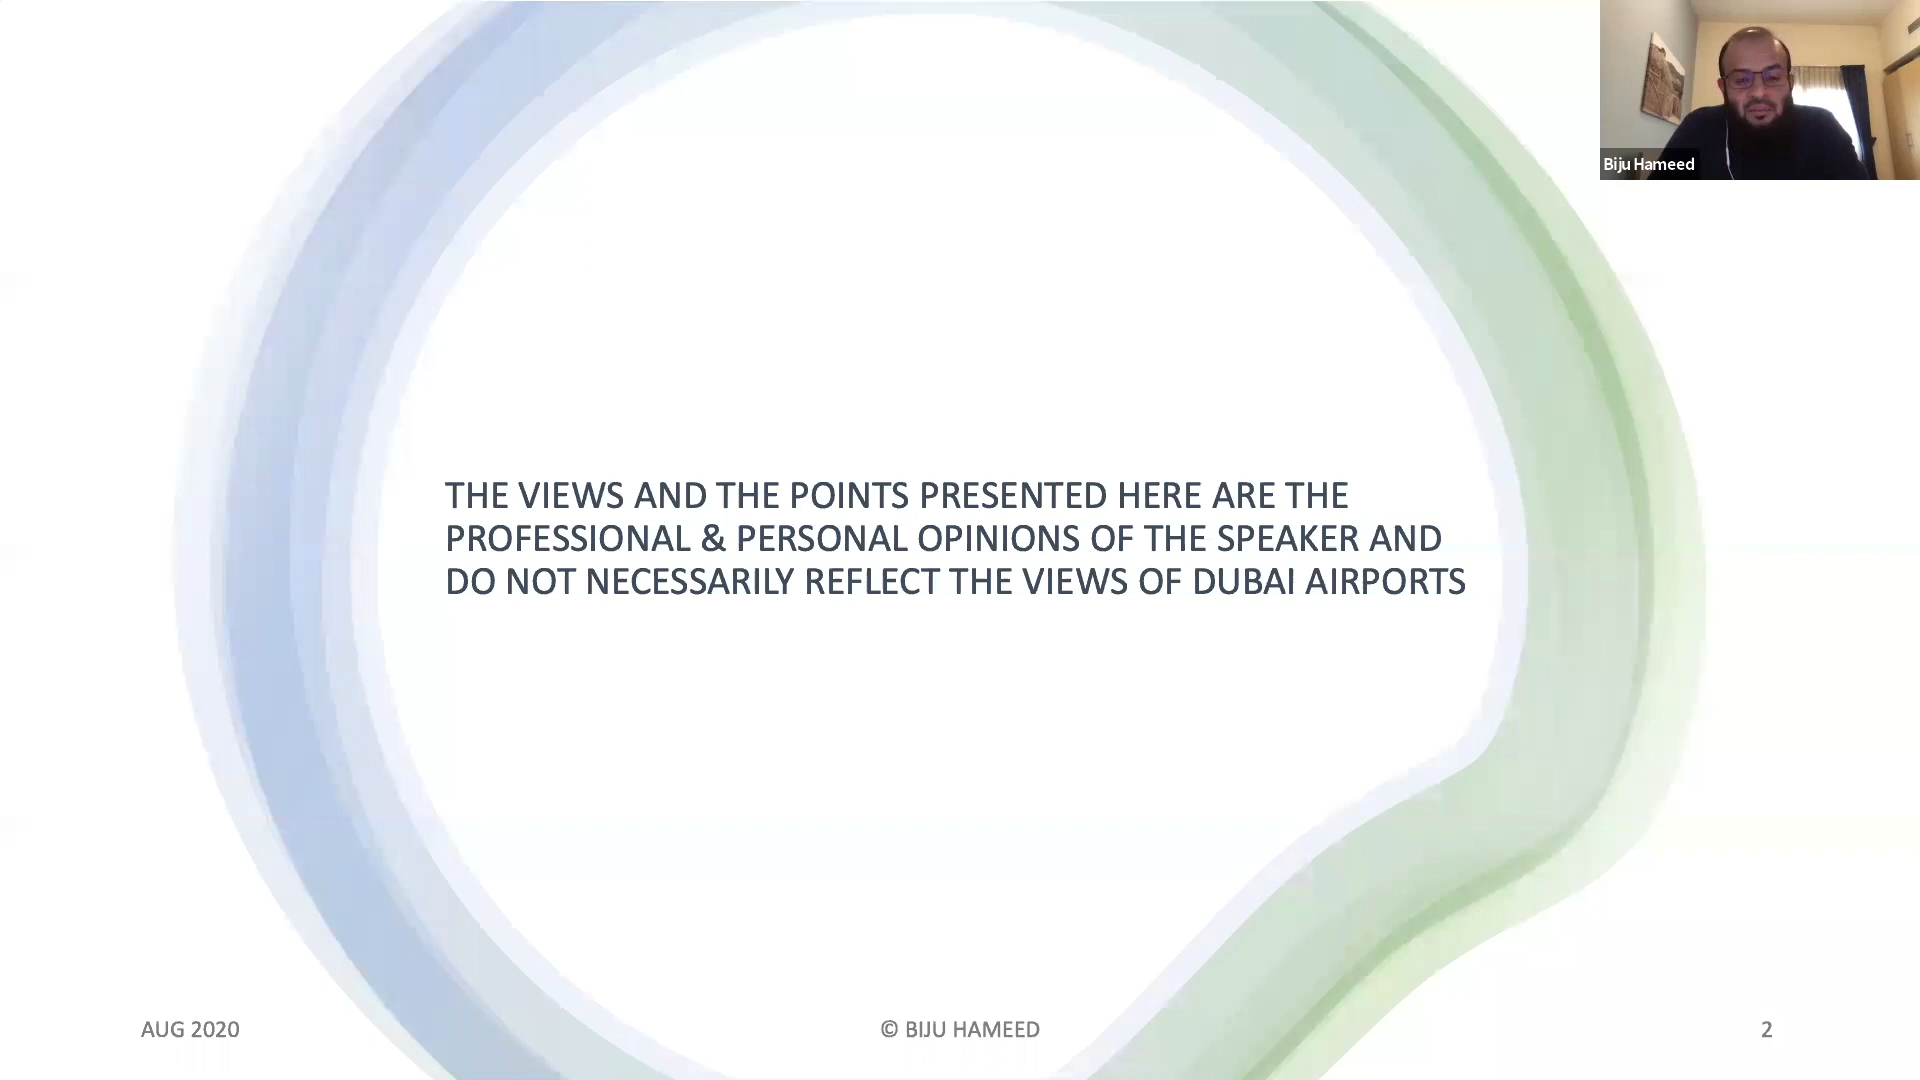 Biju Hameed
THE VIEWS AND THE POINTS PRESENTED HERE ARE THE
PROFESSIONAL & PERSONAL OPINIONS OF THE SPEAKER AND
DO NOT NECESSARILY REFLECT THE VIEWS OF DUBAI AIRPORTS
AUG 2020
© BIJU HAMEED
2